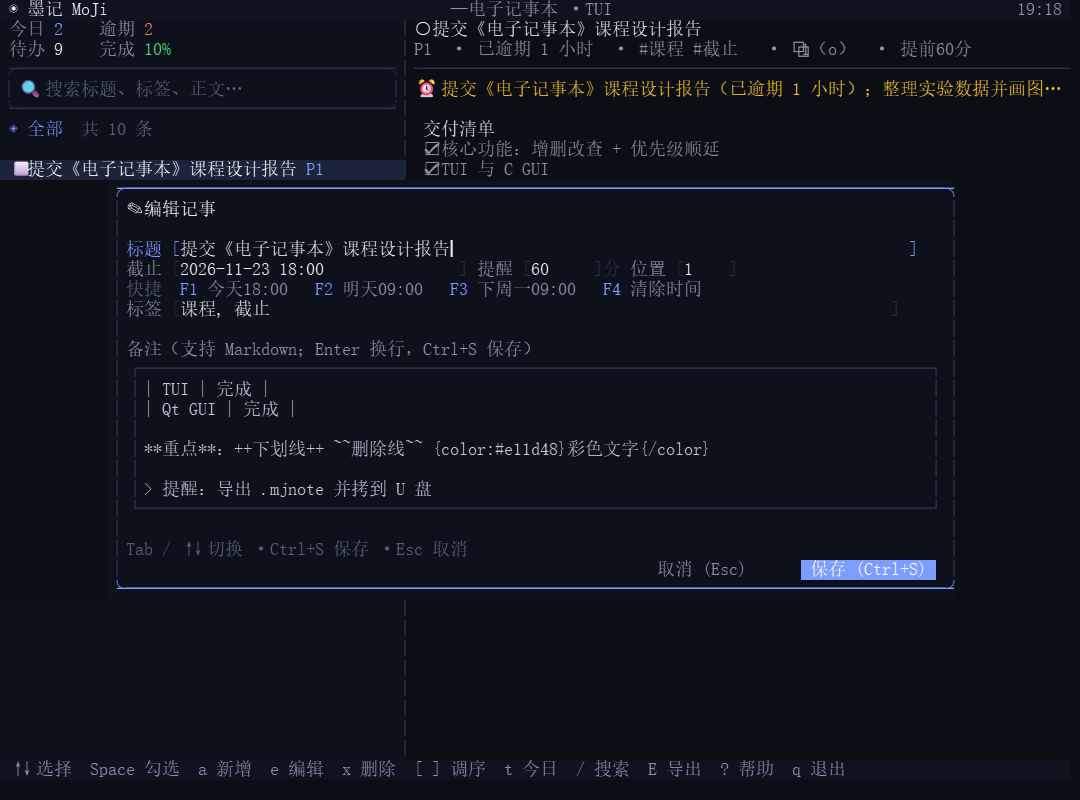 ◉ 墨记 MoJi —电子记事本 ·TUI 19:18
今日 2 逾期 2
待办 9 完成 10%
🔍 搜索标题、标签、正文…
◈ 全部 共 10 条
提交《电子记事本》课程设计报告 P1
○提交《电子记事本》课程设计报告
P1 • 已逾期 1 小时 • #课程 #截止 • ⿻（o） • 提前60分
⏰ 提交《电子记事本》课程设计报告（已逾期 1 小时）；整理实验数据并画图…
交付清单
☑核心功能：增删改查 + 优先级顺延
☑TUI 与 C GUI
✎编辑记事
标题 [提交《电子记事本》课程设计报告 ]
截止 [2026-11-23 18:00 ] 提醒 [60 ]分 位置 [1 ]
快捷 F1 今天18:00 F2 明天09:00 F3 下周一09:00 F4 清除时间
标签 [课程, 截止 ]
备注（支持 Markdown；Enter 换行，Ctrl+S 保存）
| TUI | 完成 |
| Qt GUI | 完成 |
**重点**：++下划线++ ~~删除线~~ {color:#e11d48}彩色文字{/color}
> 提醒：导出 .mjnote 并拷到 U 盘
Tab / ↑↓切换 ·Ctrl+S 保存 ·Esc 取消
取消 (Esc) 保存 (Ctrl+S)
↑↓选择 Space 勾选 a 新增 e 编辑 x 删除 [ ] 调序 t 今日 / 搜索 E 导出 ? 帮助 q 退出